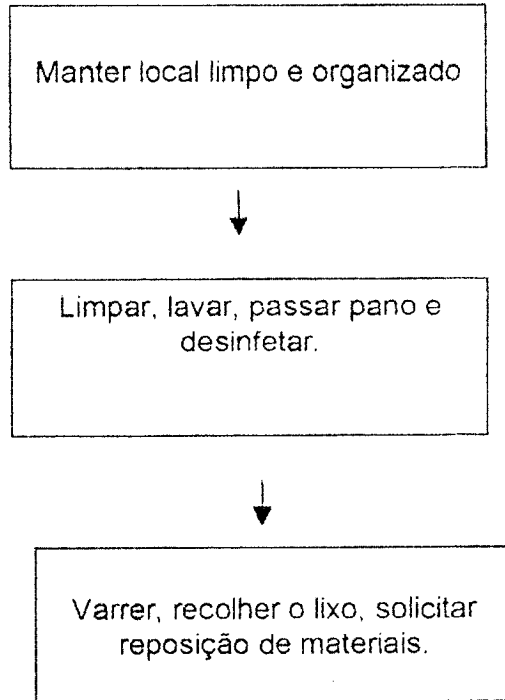 Manter local limpo e organizado
Limpar, lavar, passar pano e
desinfetar.
Varrer, recolher o lixo, solicitar
reposição de materiais.